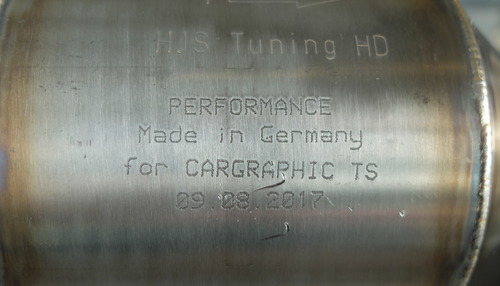 HJS Tuning HD
PERFORMANCE
Made in Germany
for CARGRAPHIC TS
09.08.2017